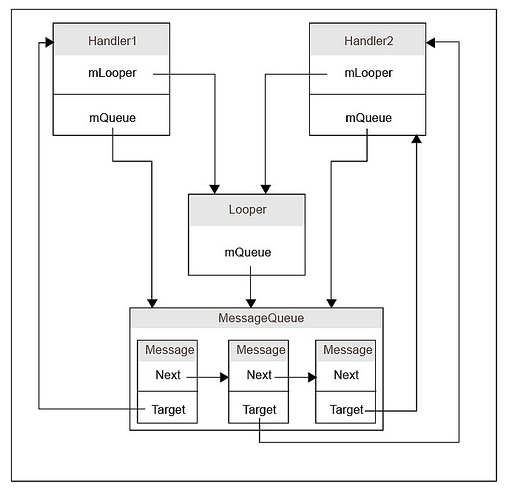 Handler1
mLooper
mQueue
Handler2
mLooper
mQueue
Looper
mQueue
MessageQueue
Message
Next
Target
Message
Next
Target
Message
Next
Target